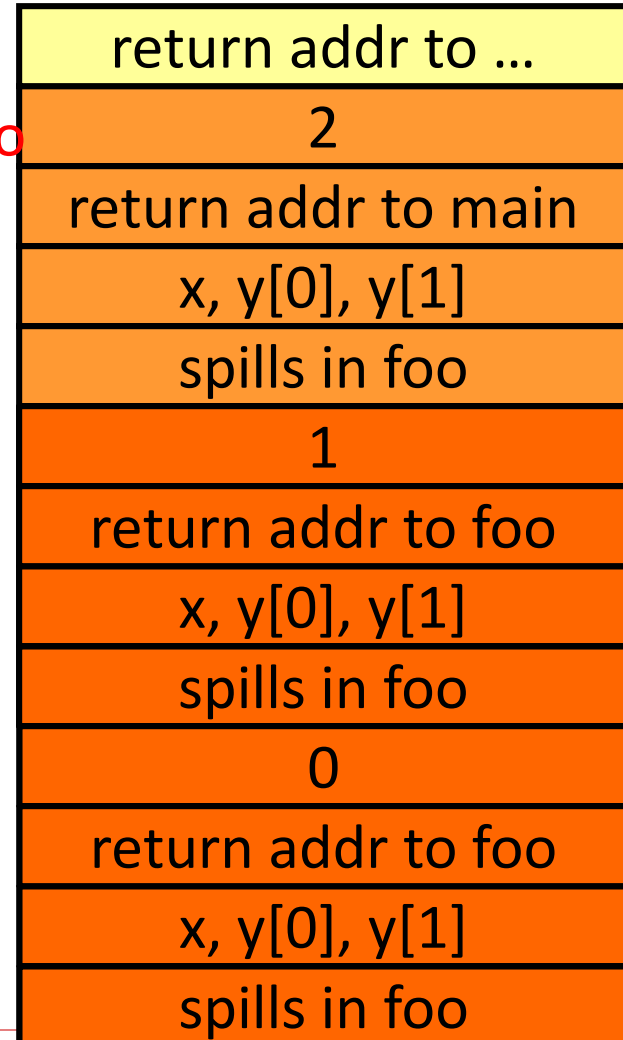 return addr to ...
2
return addr to main
x, y[0], y[1]
spills in foo
1
return addr to foo
x, y[0], y[1]
spills in foo
0
return addr to foo
x, y[0], y[1]
spills in foo